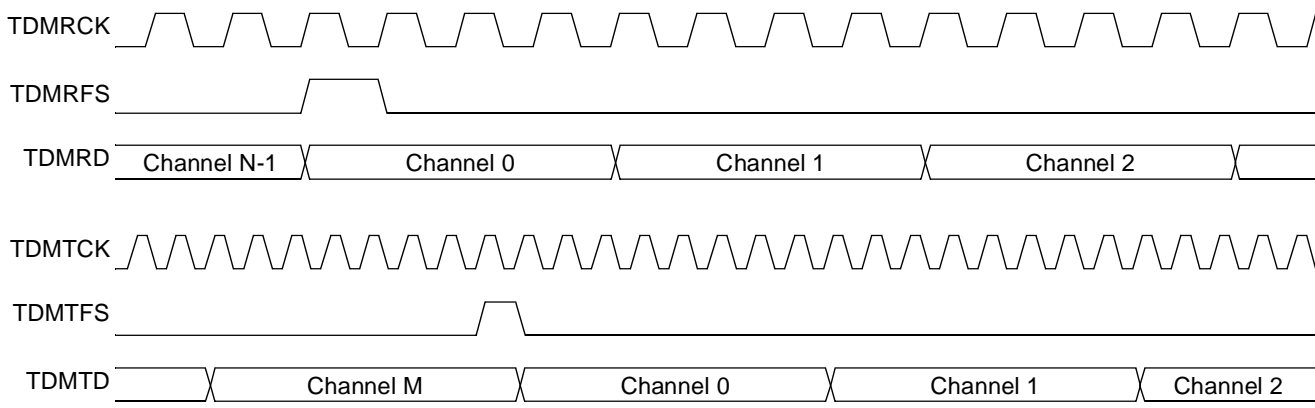 TDMRCK
TDMRFS
TDMRD Channel N-1 Channel 0 Channel 1 Channel 2
TDMTCK
TDMTFS
TDMTD Channel M Channel 0 Channel 1 Channel 2